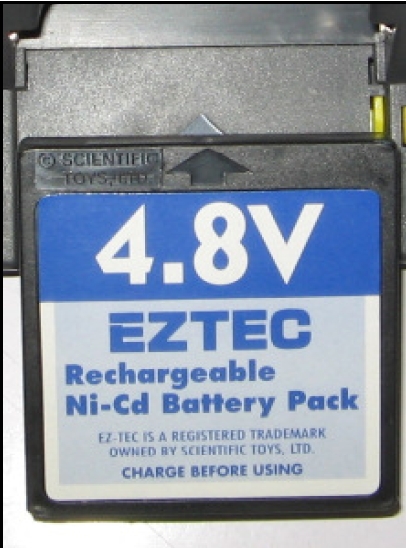 © SCIENTIFIC
TOYS, LTD.
4.8V
EZTEC
Rechargeable
Ni-Cd Battery Pack
EZ-TEC IS A REGISTERED TRADEMARK
OWNED BY SCIENTIFIC TOYS, LTD.
CHARGE BEFORE USING